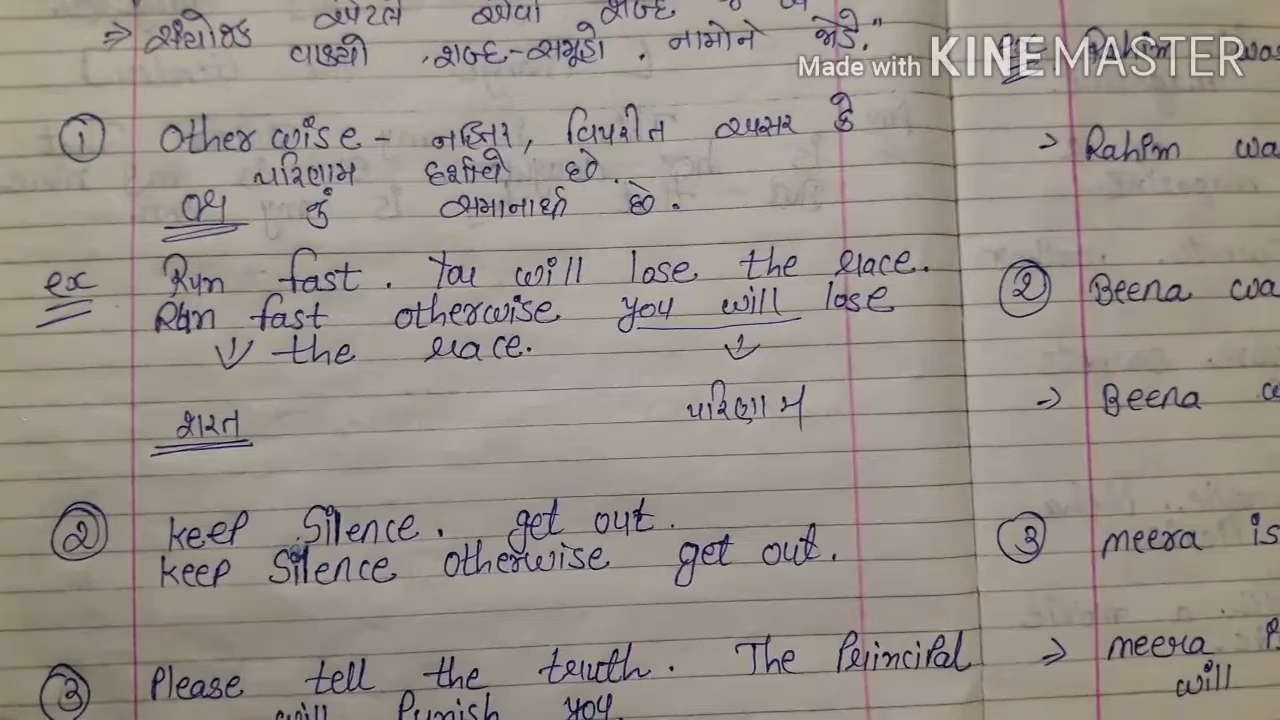 ⇒ સંયોજક એટલે એવો શબ્દ
વાક્યો, શબ્દ-સમૂહો. નામોને જોડે."
Made with KINEMASTER
① Otherwise - નહિતર, વિપરીત અસર કે
પરિણામ દર્શાવે છે.
નું સમાનાર્થી છે.
ex Run fast. You will lose the race.
Run fast otherwise you will lose
↓ the race. ↓
શરત પરિણામ
② keep Silence. get out.
keep Silence otherwise get out.
③ Please tell the truth. The Principal
will Punish you.
ex Rahim was
→ Rahim wa
② Beena wa
→ Beena
③ meera is
→ meera
will